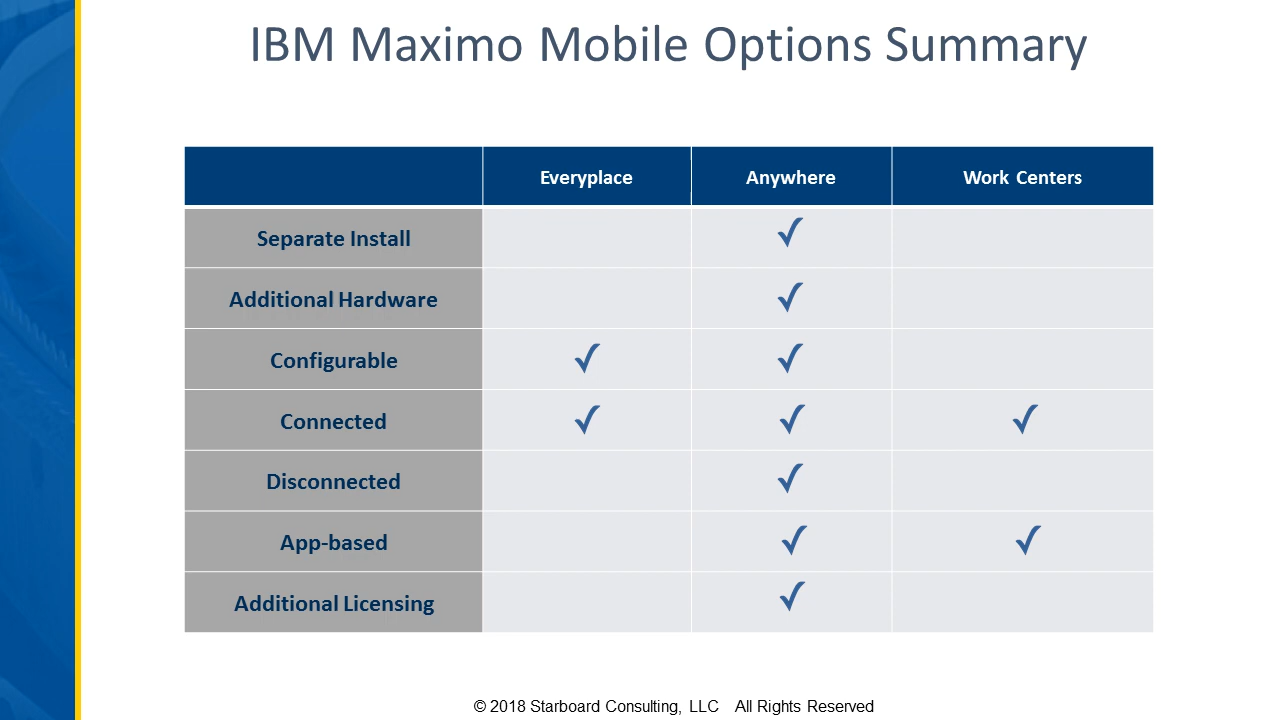 IBM Maximo Mobile Options Summary
Everyplace Anywhere Work Centers
Separate Install ✓
Additional Hardware ✓
Configurable ✓ ✓
Connected ✓ ✓ ✓
Disconnected ✓
App-based ✓ ✓
Additional Licensing ✓
© 2018 Starboard Consulting, LLC All Rights Reserved